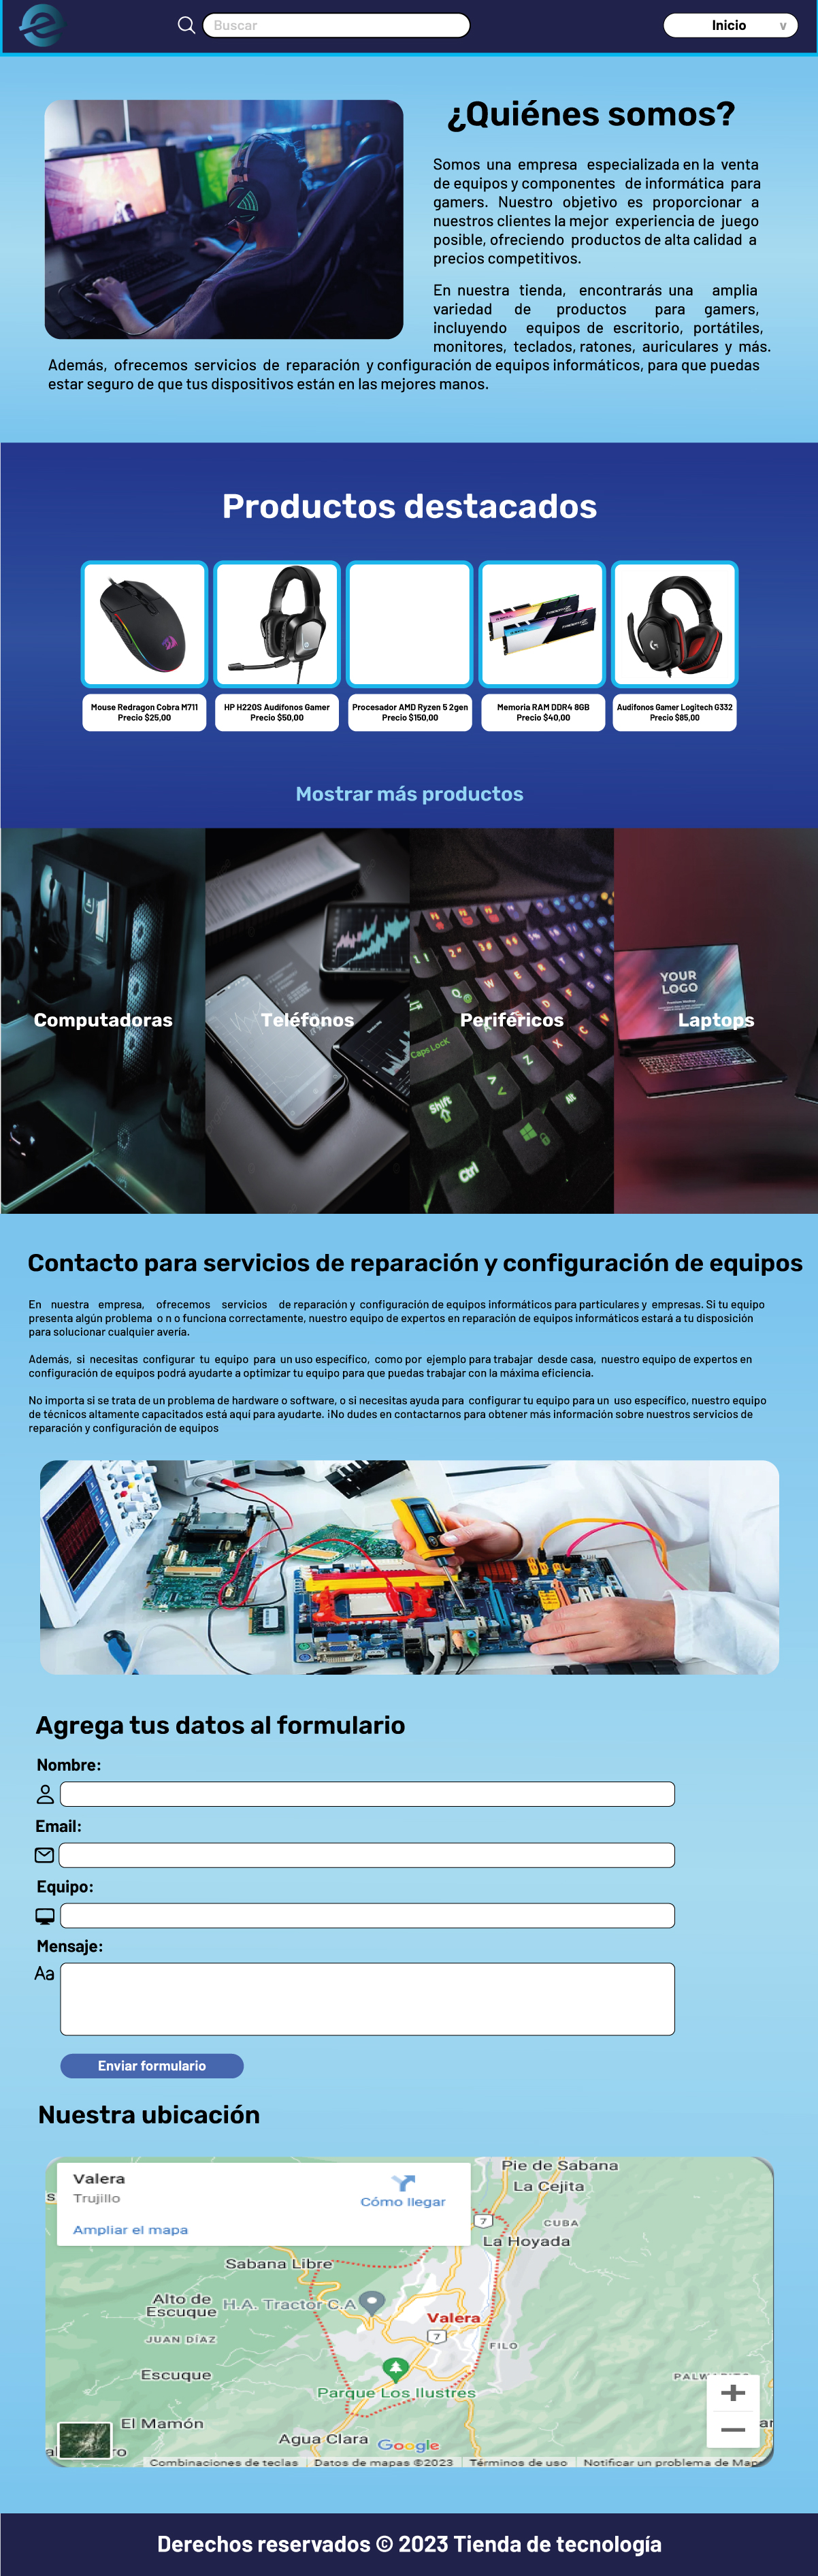 Buscar
Inicio v
¿Quiénes somos?
Somos una empresa especializada en la venta
de equipos y componentes de informática para
gamers. Nuestro objetivo es proporcionar a
nuestros clientes la mejor experiencia de juego
posible, ofreciendo productos de alta calidad a
precios competitivos.
En nuestra tienda, encontrarás una amplia
variedad de productos para gamers,
incluyendo equipos de escritorio, portátiles,
monitores, teclados, ratones, auriculares y más.
Además, ofrecemos servicios de reparación y configuración de equipos informáticos, para que puedas
estar seguro de que tus dispositivos están en las mejores manos.
Productos destacados
Mouse Redragon Cobra M711
Precio $25,00
HP H220S Audífonos Gamer
Precio $50,00
Procesador AMD Ryzen 5 2gen
Precio $150,00
Memoria RAM DDR4 8GB
Precio $40,00
Audifonos Gamer Logitech G332
Precio $85,00
Mostrar más productos
Computadoras
Teléfonos
Periféricos
Laptops
YOUR
LOGO
Caps Lock
Shift
Ctrl
Alt
Contacto para servicios de reparación y configuración de equipos
En nuestra empresa, ofrecemos servicios de reparación y configuración de equipos informáticos para particulares y empresas. Si tu equipo
presenta algún problema o n o funciona correctamente, nuestro equipo de expertos en reparación de equipos informáticos estará a tu disposición
para solucionar cualquier avería.
Además, si necesitas configurar tu equipo para un uso específico, como por ejemplo para trabajar desde casa, nuestro equipo de expertos en
configuración de equipos podrá ayudarte a optimizar tu equipo para que puedas trabajar con la máxima eficiencia.
No importa si se trata de un problema de hardware o software, o si necesitas ayuda para configurar tu equipo para un uso específico, nuestro equipo
de técnicos altamente capacitados está aquí para ayudarte. ¡No dudes en contactarnos para obtener más información sobre nuestros servicios de
reparación y configuración de equipos
Agrega tus datos al formulario
Nombre:
Email:
Equipo:
Mensaje:
Aa
Enviar formulario
Nuestra ubicación
Valera
Trujillo
Cómo llegar
Ampliar el mapa
Pie de Sabana
La Cejita
7
CUBA
La Hoyada
Sabana Libre
Alto de
Escuque
H.A. Tractor C.A
Valera
7
JUAN DÍAZ
FILO
Escuque
Parque Los Ilustres
El Mamón
Agua Clara
Google
Combinaciones de teclas
Datos de mapas ©2023
Términos de uso
Notificar un problema de Map
Derechos reservados © 2023 Tienda de tecnología